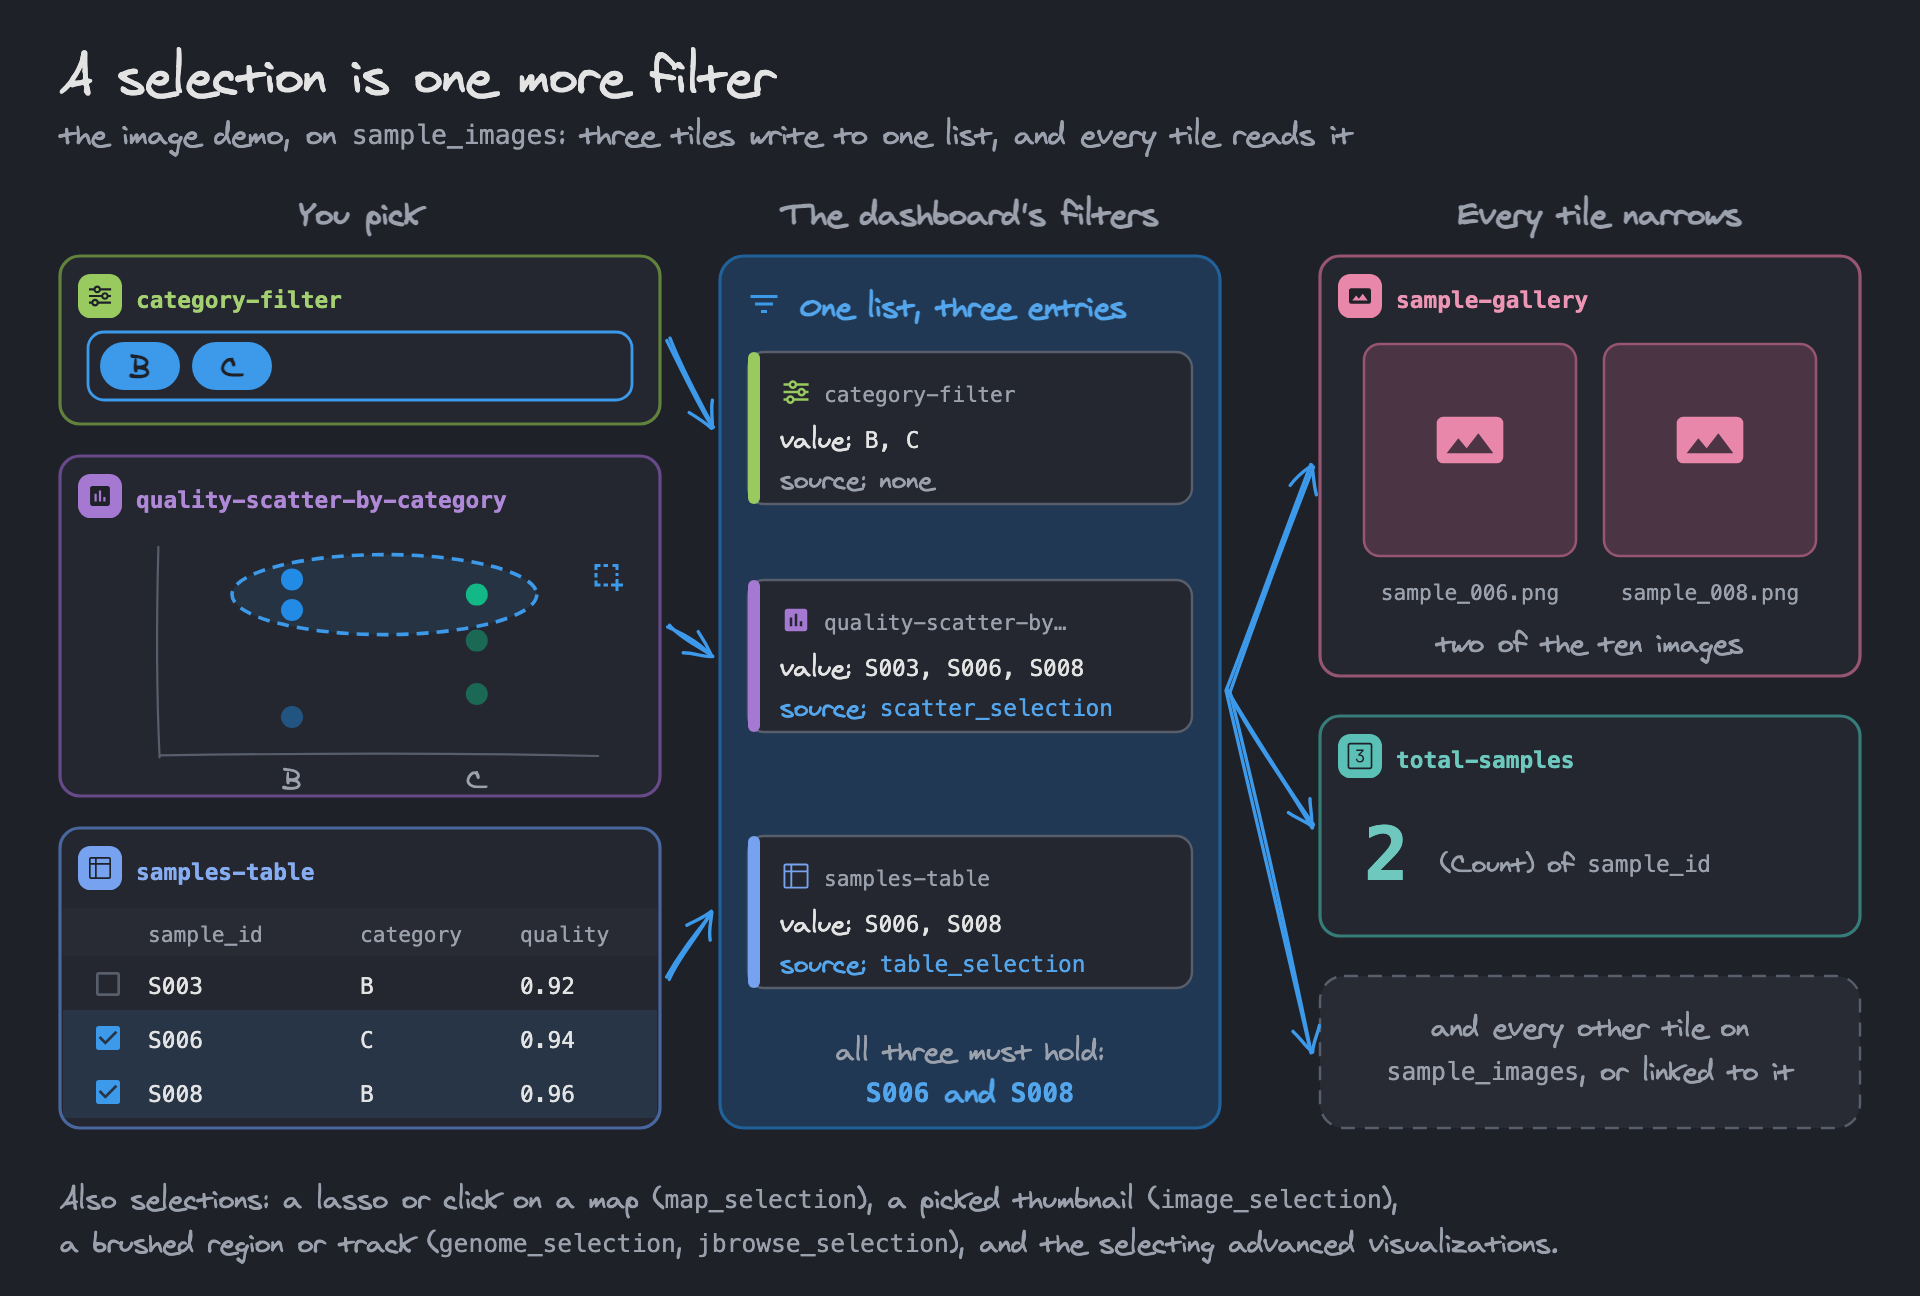 A selection is one more filter
the image demo, on sample_images: three tiles write to one list, and every tile reads it
You pick
category-filter
B C
quality-scatter-by-category
B C
samples-table
sample_id category quality
S003 B 0.92
S006 C 0.94
S008 B 0.96
The dashboard's filters
One list, three entries
category-filter
value: B, C
source: none
quality-scatter-by…
value: S003, S006, S008
source: scatter_selection
samples-table
value: S006, S008
source: table_selection
all three must hold:
S006 and S008
Every tile narrows
sample-gallery
sample_006.png sample_008.png
two of the ten images
3 total-samples
2 (Count) of sample_id
and every other tile on
sample_images, or linked to it
Also selections: a lasso or click on a map (map_selection), a picked thumbnail (image_selection),
a brushed region or track (genome_selection, jbrowse_selection), and the selecting advanced visualizations.